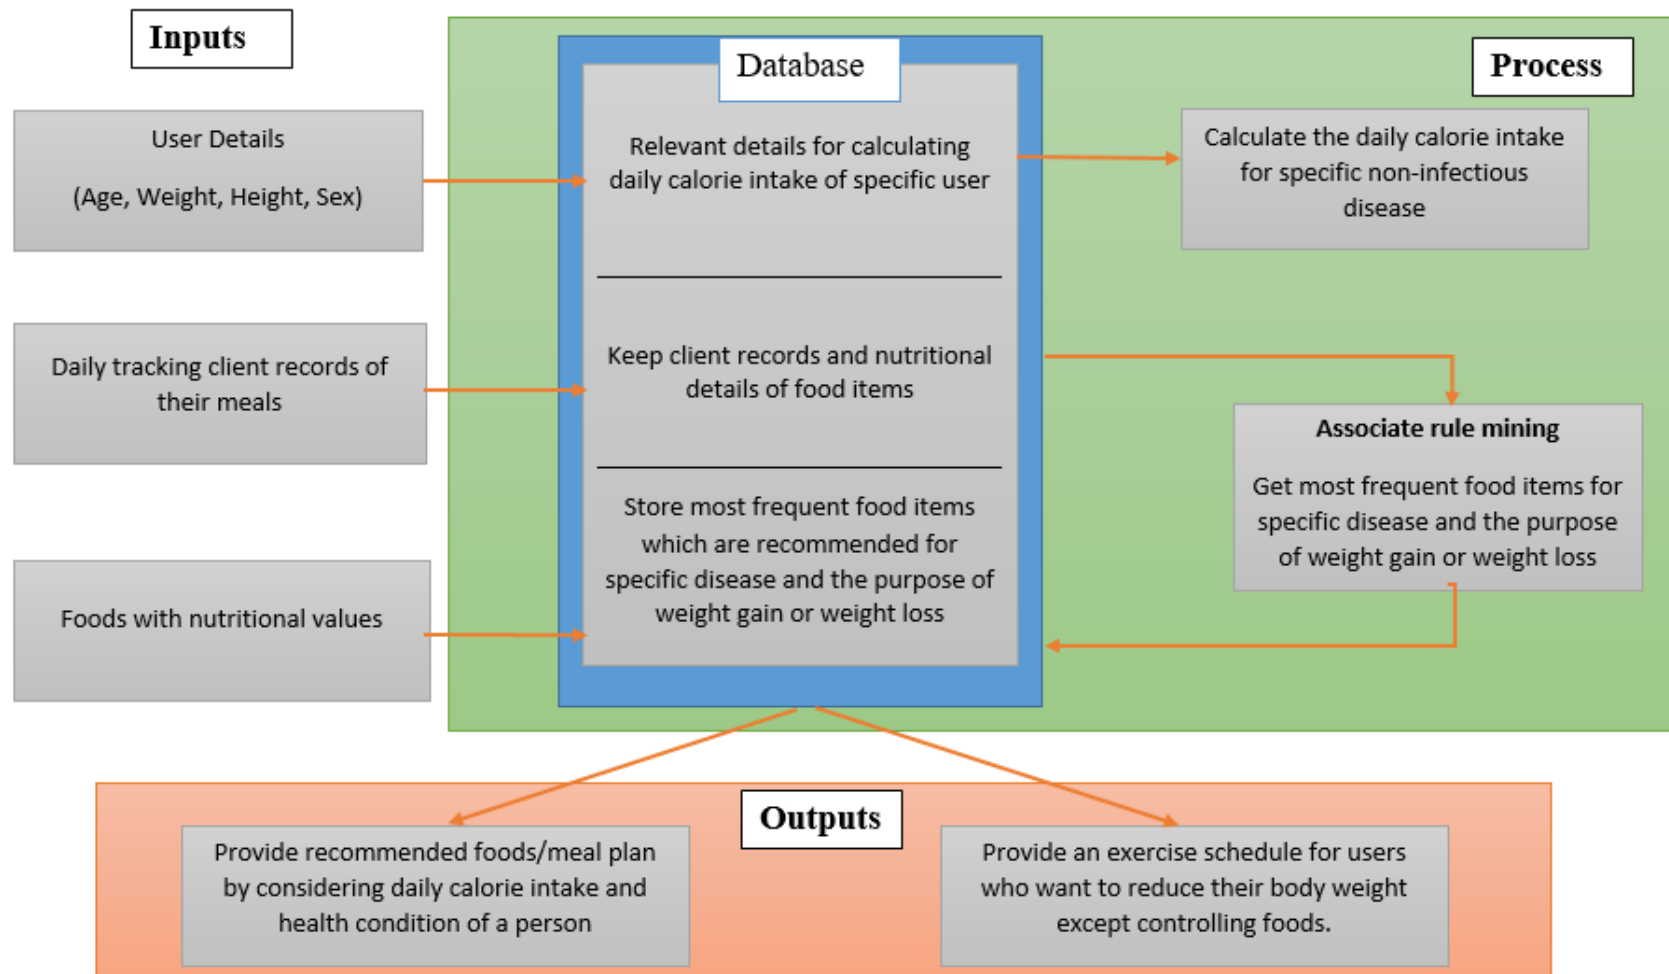 Inputs
User Details
(Age, Weight, Height, Sex)
Daily tracking client records of
their meals
Foods with nutritional values
Database
Relevant details for calculating
daily calorie intake of specific user
Keep client records and nutritional
details of food items
Store most frequent food items
which are recommended for
specific disease and the purpose of
weight gain or weight loss
Process
Calculate the daily calorie intake
for specific non-infectious
disease
Associate rule mining
Get most frequent food items for
specific disease and the purpose
of weight gain or weight loss
Outputs
Provide recommended foods/meal plan
by considering daily calorie intake and
health condition of a person
Provide an exercise schedule for users
who want to reduce their body weight
except controlling foods.